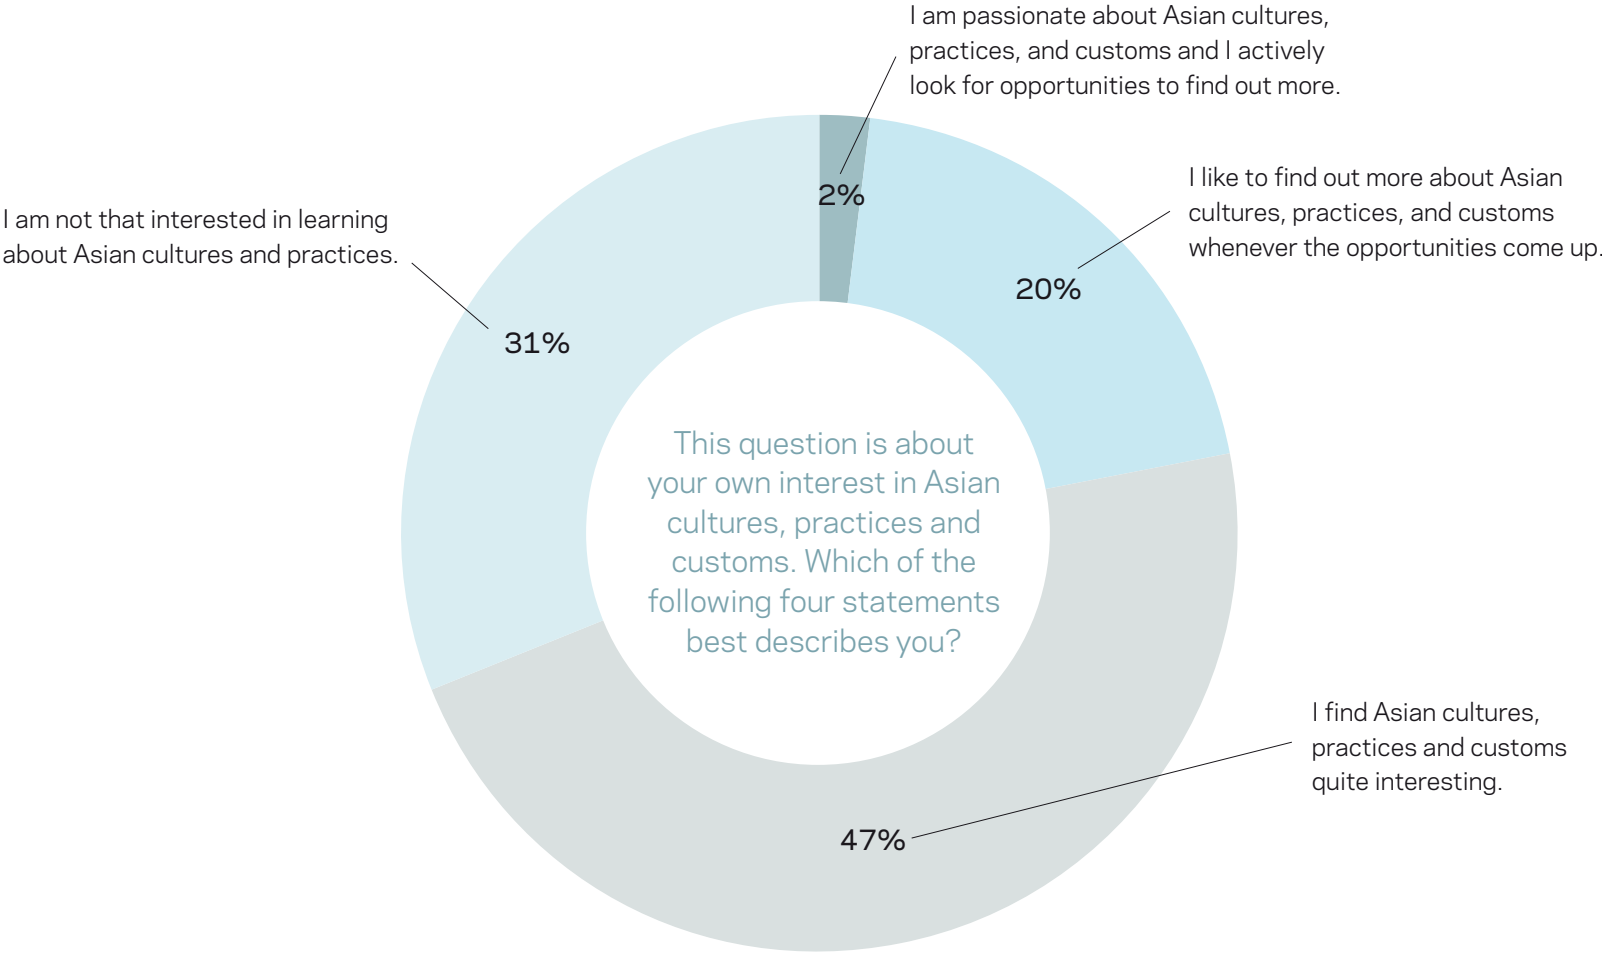 I am passionate about Asian cultures,
practices, and customs and I actively
look for opportunities to find out more.
2%
I like to find out more about Asian
cultures, practices, and customs
whenever the opportunities come up.
20%
I am not that interested in learning
about Asian cultures and practices.
31%
This question is about
your own interest in Asian
cultures, practices and
customs. Which of the
following four statements
best describes you?
I find Asian cultures,
practices and customs
quite interesting.
47%